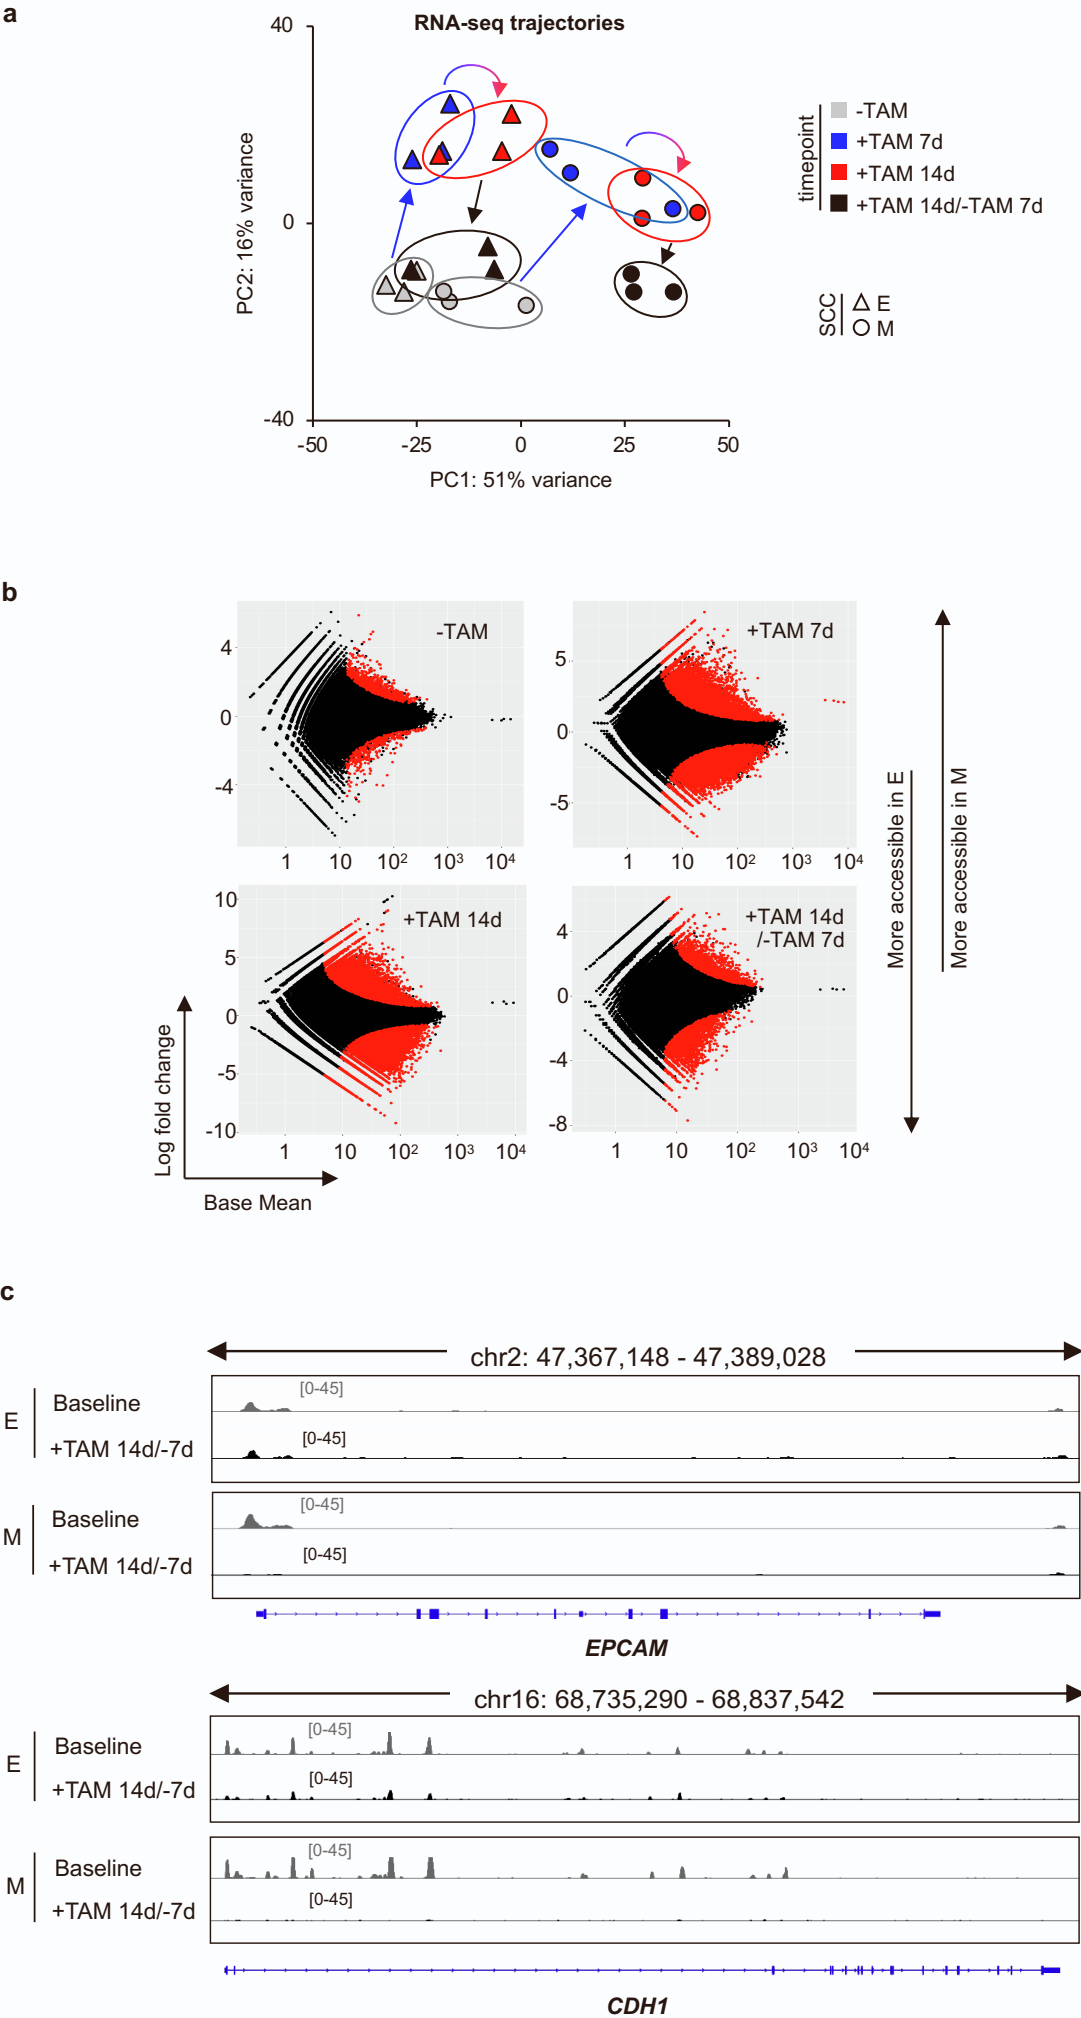 a
RNA-seq trajectories
40
0
-40
PC2: 16% variance
-50 -25 0 25 50
PC1: 51% variance
timepoint
-TAM
+TAM 7d
+TAM 14d
+TAM 14d/-TAM 7d
SCC
E
M
b
-TAM
4
0
-4
1 10 10² 10³ 10⁴
+TAM 7d
5
0
-5
1 10 10² 10³ 10⁴
+TAM 14d
10
5
0
-5
-10
1 10 10² 10³ 10⁴
+TAM 14d
/-TAM 7d
4
0
-4
-8
1 10 10² 10³ 10⁴
Log fold change
Base Mean
More accessible in E
More accessible in M
c
chr2: 47,367,148 - 47,389,028
E
Baseline
[0-45]
+TAM 14d/-7d
[0-45]
M
Baseline
[0-45]
+TAM 14d/-7d
[0-45]
EPCAM
chr16: 68,735,290 - 68,837,542
E
Baseline
[0-45]
+TAM 14d/-7d
[0-45]
M
Baseline
[0-45]
+TAM 14d/-7d
[0-45]
CDH1